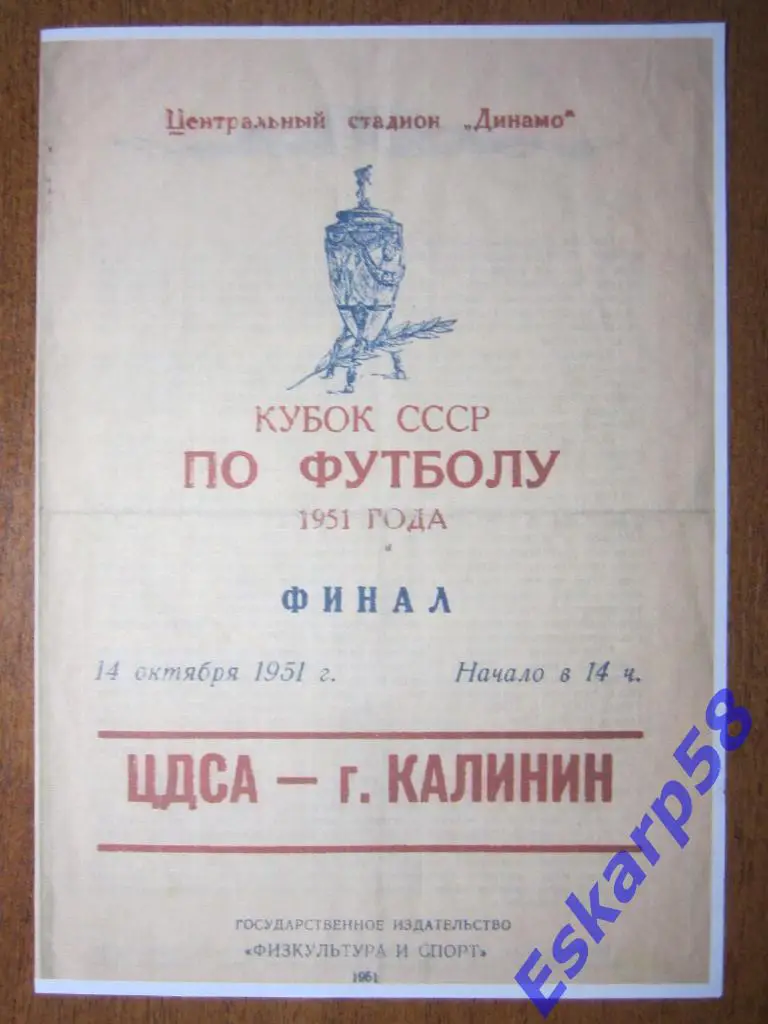 Центральный стадион „Динамо"
КУБОК СССР
ПО ФУТБОЛУ
1951 ГОДА
ФИНАЛ
14 октября 1951 г. Начало в 14 ч.
ЦДСА — г. КАЛИНИН
ГОСУДАРСТВЕННОЕ ИЗДАТЕЛЬСТВО
«ФИЗКУЛЬТУРА И СПОРТ»
1951
Eskarp58